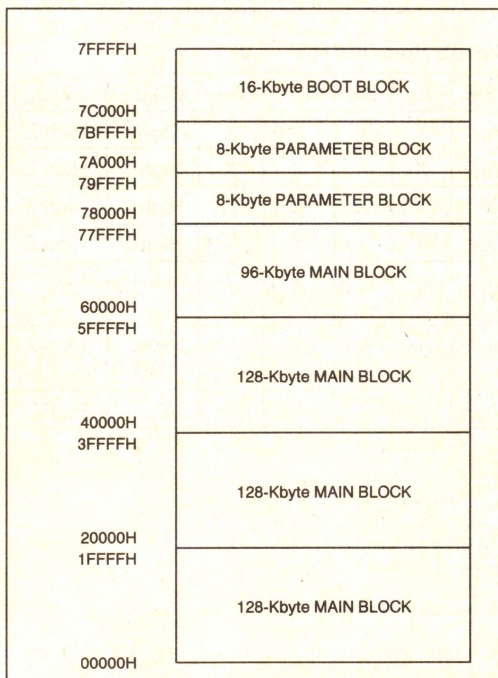 7FFFFH
16-Kbyte BOOT BLOCK
7C000H
7BFFFH
8-Kbyte PARAMETER BLOCK
7A000H
79FFFH
8-Kbyte PARAMETER BLOCK
78000H
77FFFH
96-Kbyte MAIN BLOCK
60000H
5FFFFH
128-Kbyte MAIN BLOCK
40000H
3FFFFH
128-Kbyte MAIN BLOCK
20000H
1FFFFH
128-Kbyte MAIN BLOCK
00000H